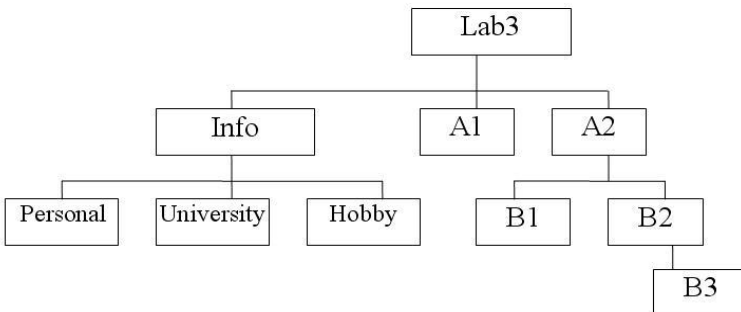 Lab3
Info
A1
A2
Personal
University
Hobby
B1
B2
B3